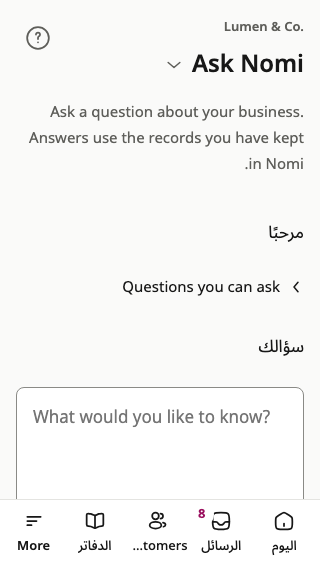 Lumen & Co.
Ask Nomi
Ask a question about your business.
Answers use the records you have kept
in Nomi.
مرحبًا
Questions you can ask
سؤالك
What would you like to know?
اليوم
8
الرسائل
...tomers
الدفاتر
More